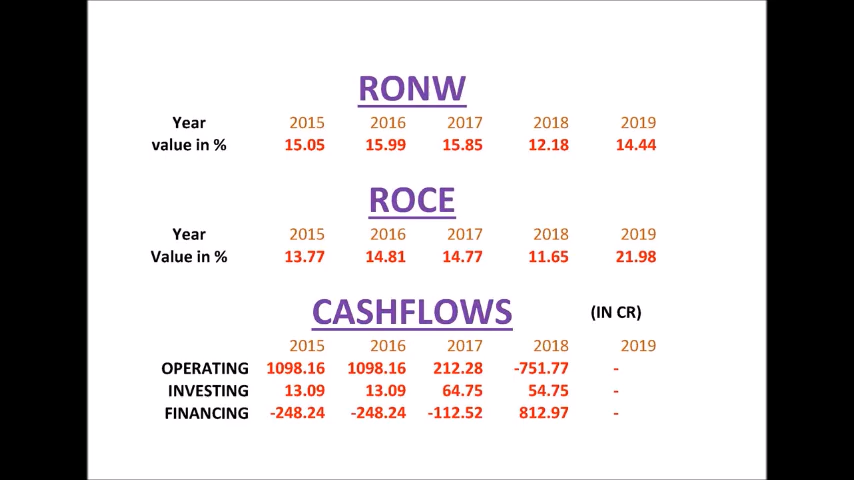 RONW
Year 2015 2016 2017 2018 2019
value in % 15.05 15.99 15.85 12.18 14.44
ROCE
Year 2015 2016 2017 2018 2019
Value in % 13.77 14.81 14.77 11.65 21.98
CASHFLOWS (IN CR)
2015 2016 2017 2018 2019
OPERATING 1098.16 1098.16 212.28 -751.77 -
INVESTING 13.09 13.09 64.75 54.75 -
FINANCING -248.24 -248.24 -112.52 812.97 -